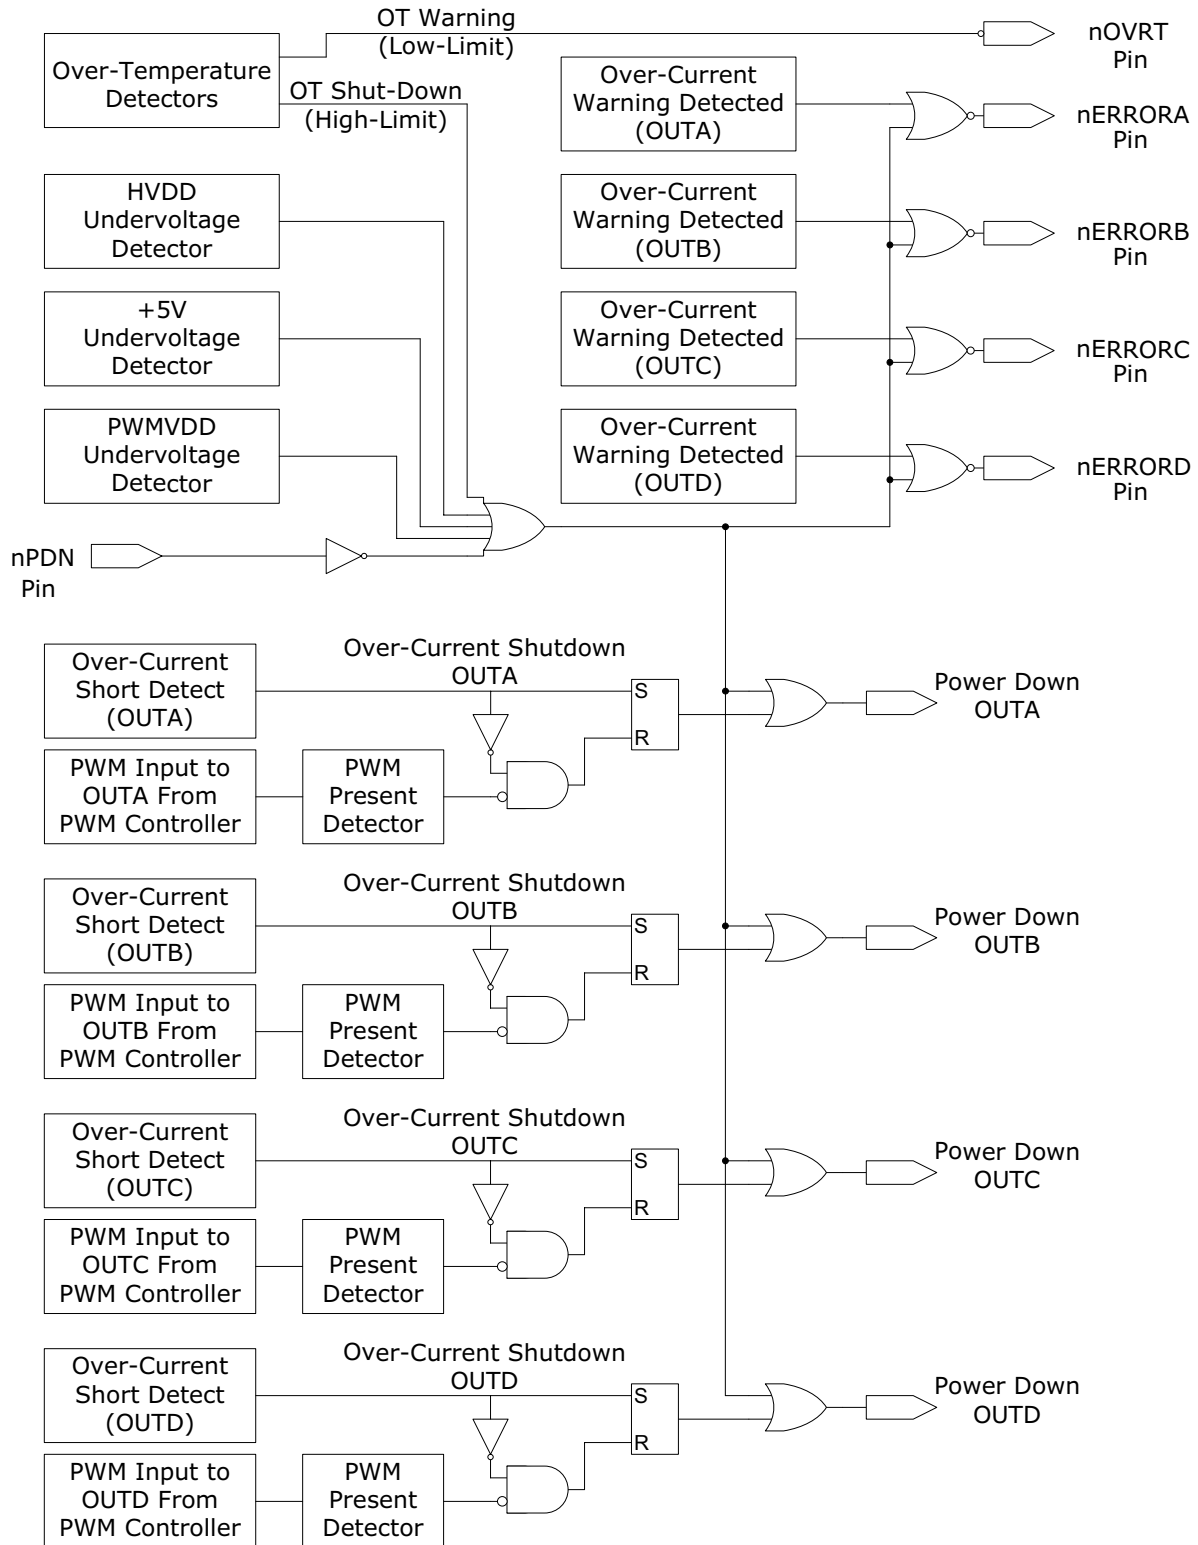 OT Warning
(Low-Limit)
nOVRT
Pin
Over-Temperature
Detectors
OT Shut-Down
(High-Limit)
Over-Current
Warning Detected
(OUTA)
nERRORA
Pin
HVDD
Undervoltage
Detector
Over-Current
Warning Detected
(OUTB)
nERRORB
Pin
+5V
Undervoltage
Detector
Over-Current
Warning Detected
(OUTC)
nERRORC
Pin
PWMVDD
Undervoltage
Detector
Over-Current
Warning Detected
(OUTD)
nERRORD
Pin
nPDN
Pin
Over-Current
Short Detect
(OUTA)
Over-Current Shutdown
OUTA
S
R
Power Down
OUTA
PWM Input to
OUTA From
PWM Controller
PWM
Present
Detector
Over-Current
Short Detect
(OUTB)
Over-Current Shutdown
OUTB
S
R
Power Down
OUTB
PWM Input to
OUTB From
PWM Controller
PWM
Present
Detector
Over-Current
Short Detect
(OUTC)
Over-Current Shutdown
OUTC
S
R
Power Down
OUTC
PWM Input to
OUTC From
PWM Controller
PWM
Present
Detector
Over-Current
Short Detect
(OUTD)
Over-Current Shutdown
OUTD
S
R
Power Down
OUTD
PWM Input to
OUTD From
PWM Controller
PWM
Present
Detector